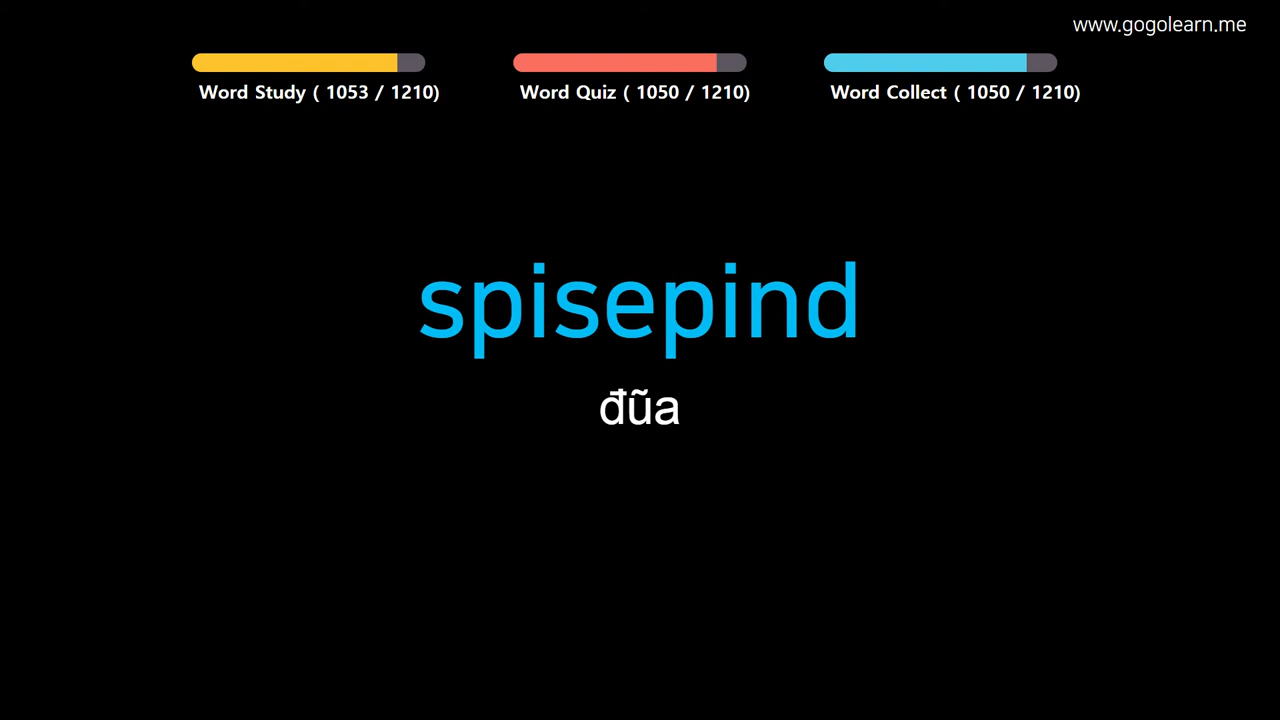 www.gogolearn.me
Word Study ( 1053 / 1210)
Word Quiz ( 1050 / 1210)
Word Collect ( 1050 / 1210)
spisepind
đũa